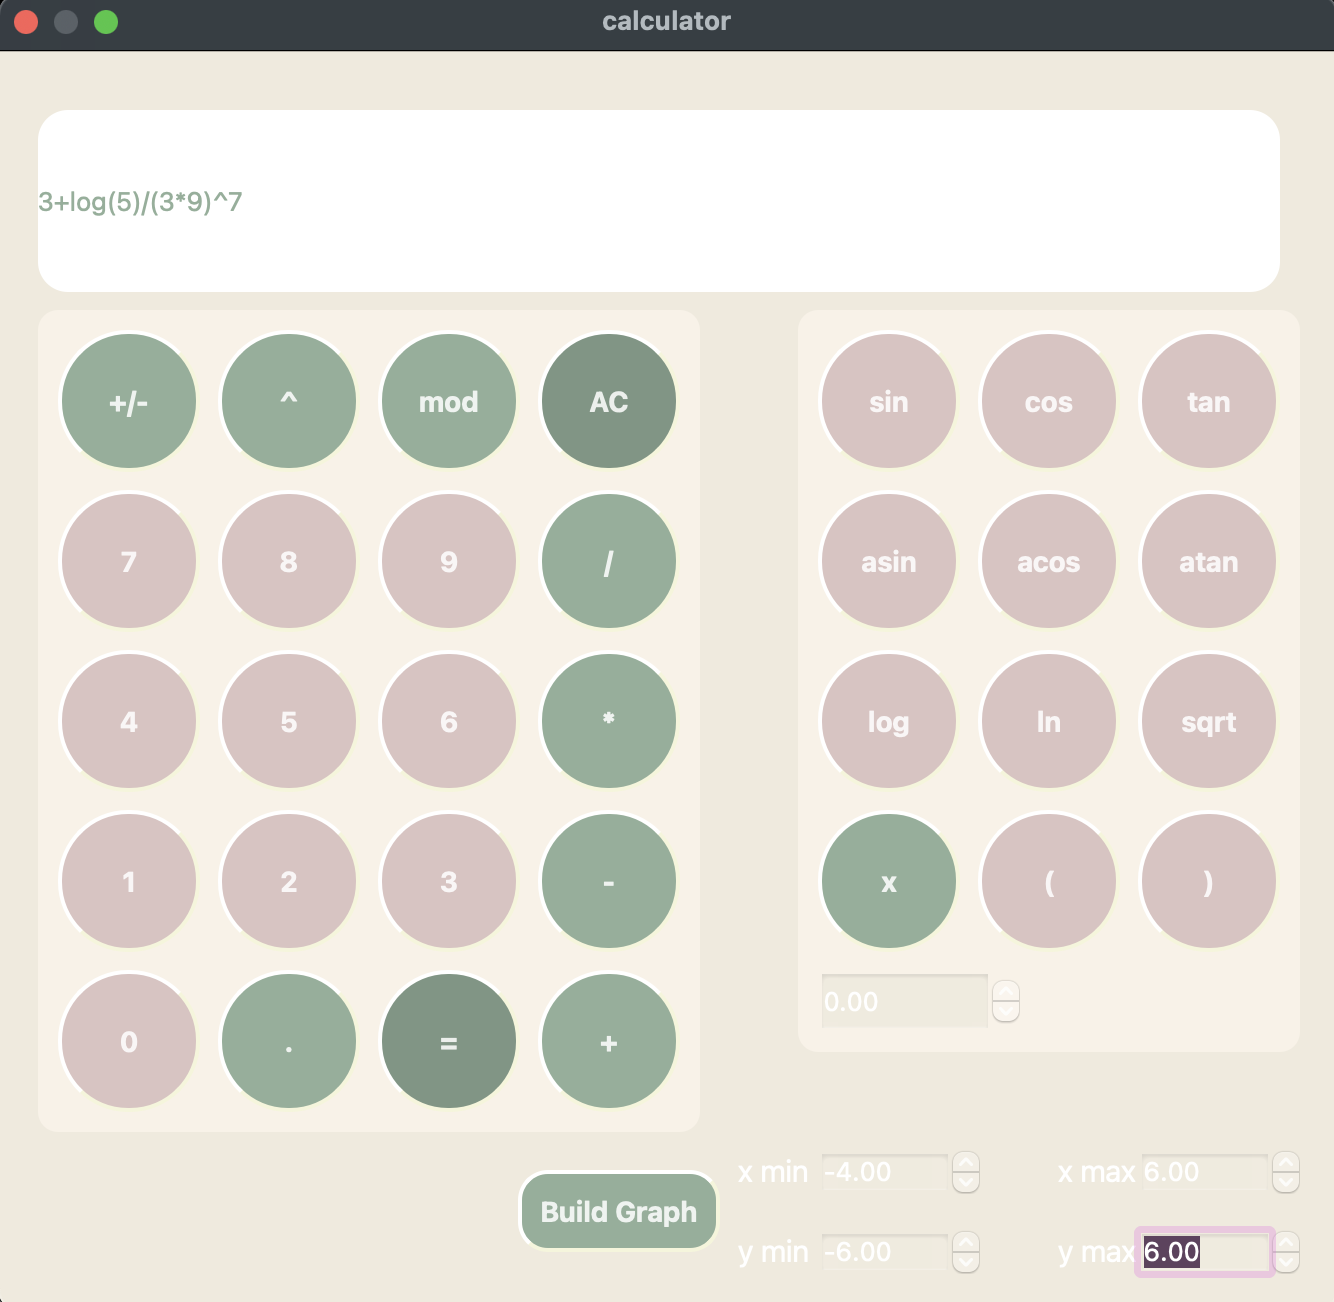 calculator
3+log(5)/(3*9)^7
+/- ^ mod AC sin cos tan
7 8 9 / asin acos atan
4 5 6 * log ln sqrt
1 2 3 - x ( )
0 . = + 0.00
x min -4.00 x max 6.00
Build Graph
y min -6.00 y max 6.00